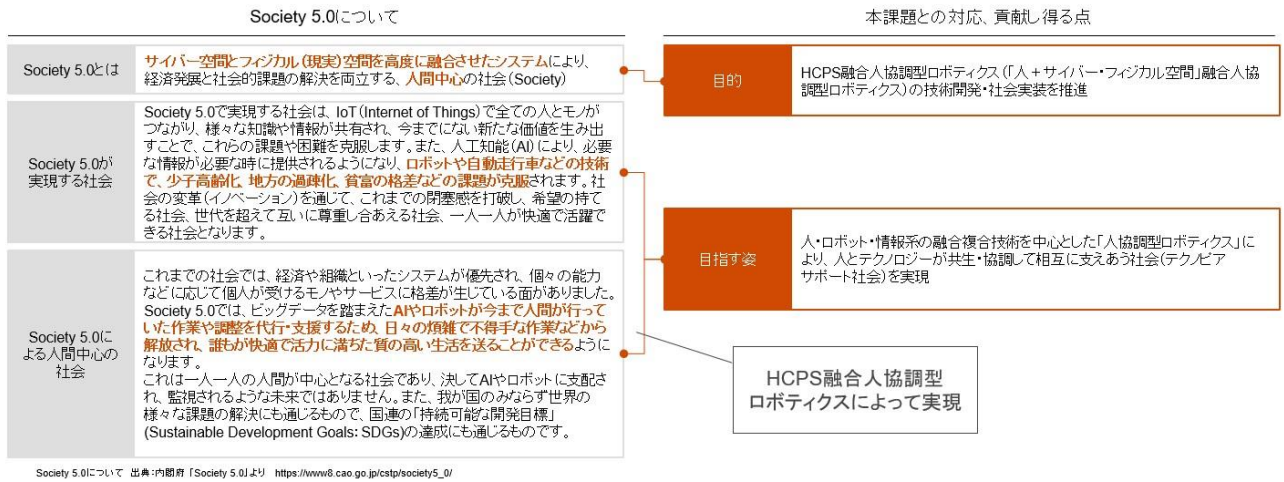 Society 5.0について
本課題との対応、貢献し得る点
Society 5.0とは
サイバー空間とフィジカル(現実)空間を高度に融合させたシステムにより、
経済発展と社会的課題の解決を両立する、人間中心の社会(Society)
目的
HCPS融合人協調型ロボティクス(「人+サイバー・フィジカル空間」融合人協
調型ロボティクス)の技術開発・社会実装を推進
Society 5.0が
実現する社会
Society 5.0で実現する社会は、IoT(Internet of Things)で全ての人とモノが
つながり、様々な知識や情報が共有され、今までにない新たな価値を生み出
すことで、これらの課題や困難を克服します。また、人工知能(AI)により、必要
な情報が必要な時に提供されるようになり、ロボットや自動走行車などの技術
で、少子高齢化、地方の過疎化、貧富の格差などの課題が克服されます。社
会の変革(イノベーション)を通じて、これまでの閉塞感を打破し、希望の持て
る社会、世代を超えて互いに尊重し合あえる社会、一人一人が快適で活躍で
きる社会となります。
目指す姿
人・ロボット・情報系の融合複合技術を中心とした「人協調型ロボティクス」に
より、人とテクノロジーが共生・協調して相互に支えあう社会(テクノピア
サポート社会)を実現
Society 5.0に
よる人間中心の
社会
これまでの社会では、経済や組織といったシステムが優先され、個々の能力
などに応じて個人が受けるモノやサービスに格差が生じている面がありました。
Society 5.0では、ビッグデータを踏まえたAIやロボットが今まで人間が行って
いた作業や調整を代行・支援するため、日々の煩雑で不得手な作業などから
解放され、誰もが快適で活力に満ちた質の高い生活を送ることができるように
なります。
これは一人一人の人間が中心となる社会であり、決してAIやロボットに支配さ
れ、監視されるような未来ではありません。また、我が国のみならず世界の
様々な課題の解決にも通じるもので、国連の「持続可能な開発目標」
(Sustainable Development Goals: SDGs)の達成にも通じるものです。
HCPS融合人協調型
ロボティクスによって実現
Society 5.0について 出典:内閣府「Society 5.0」より https://www8.cao.go.jp/cstp/society5_0/